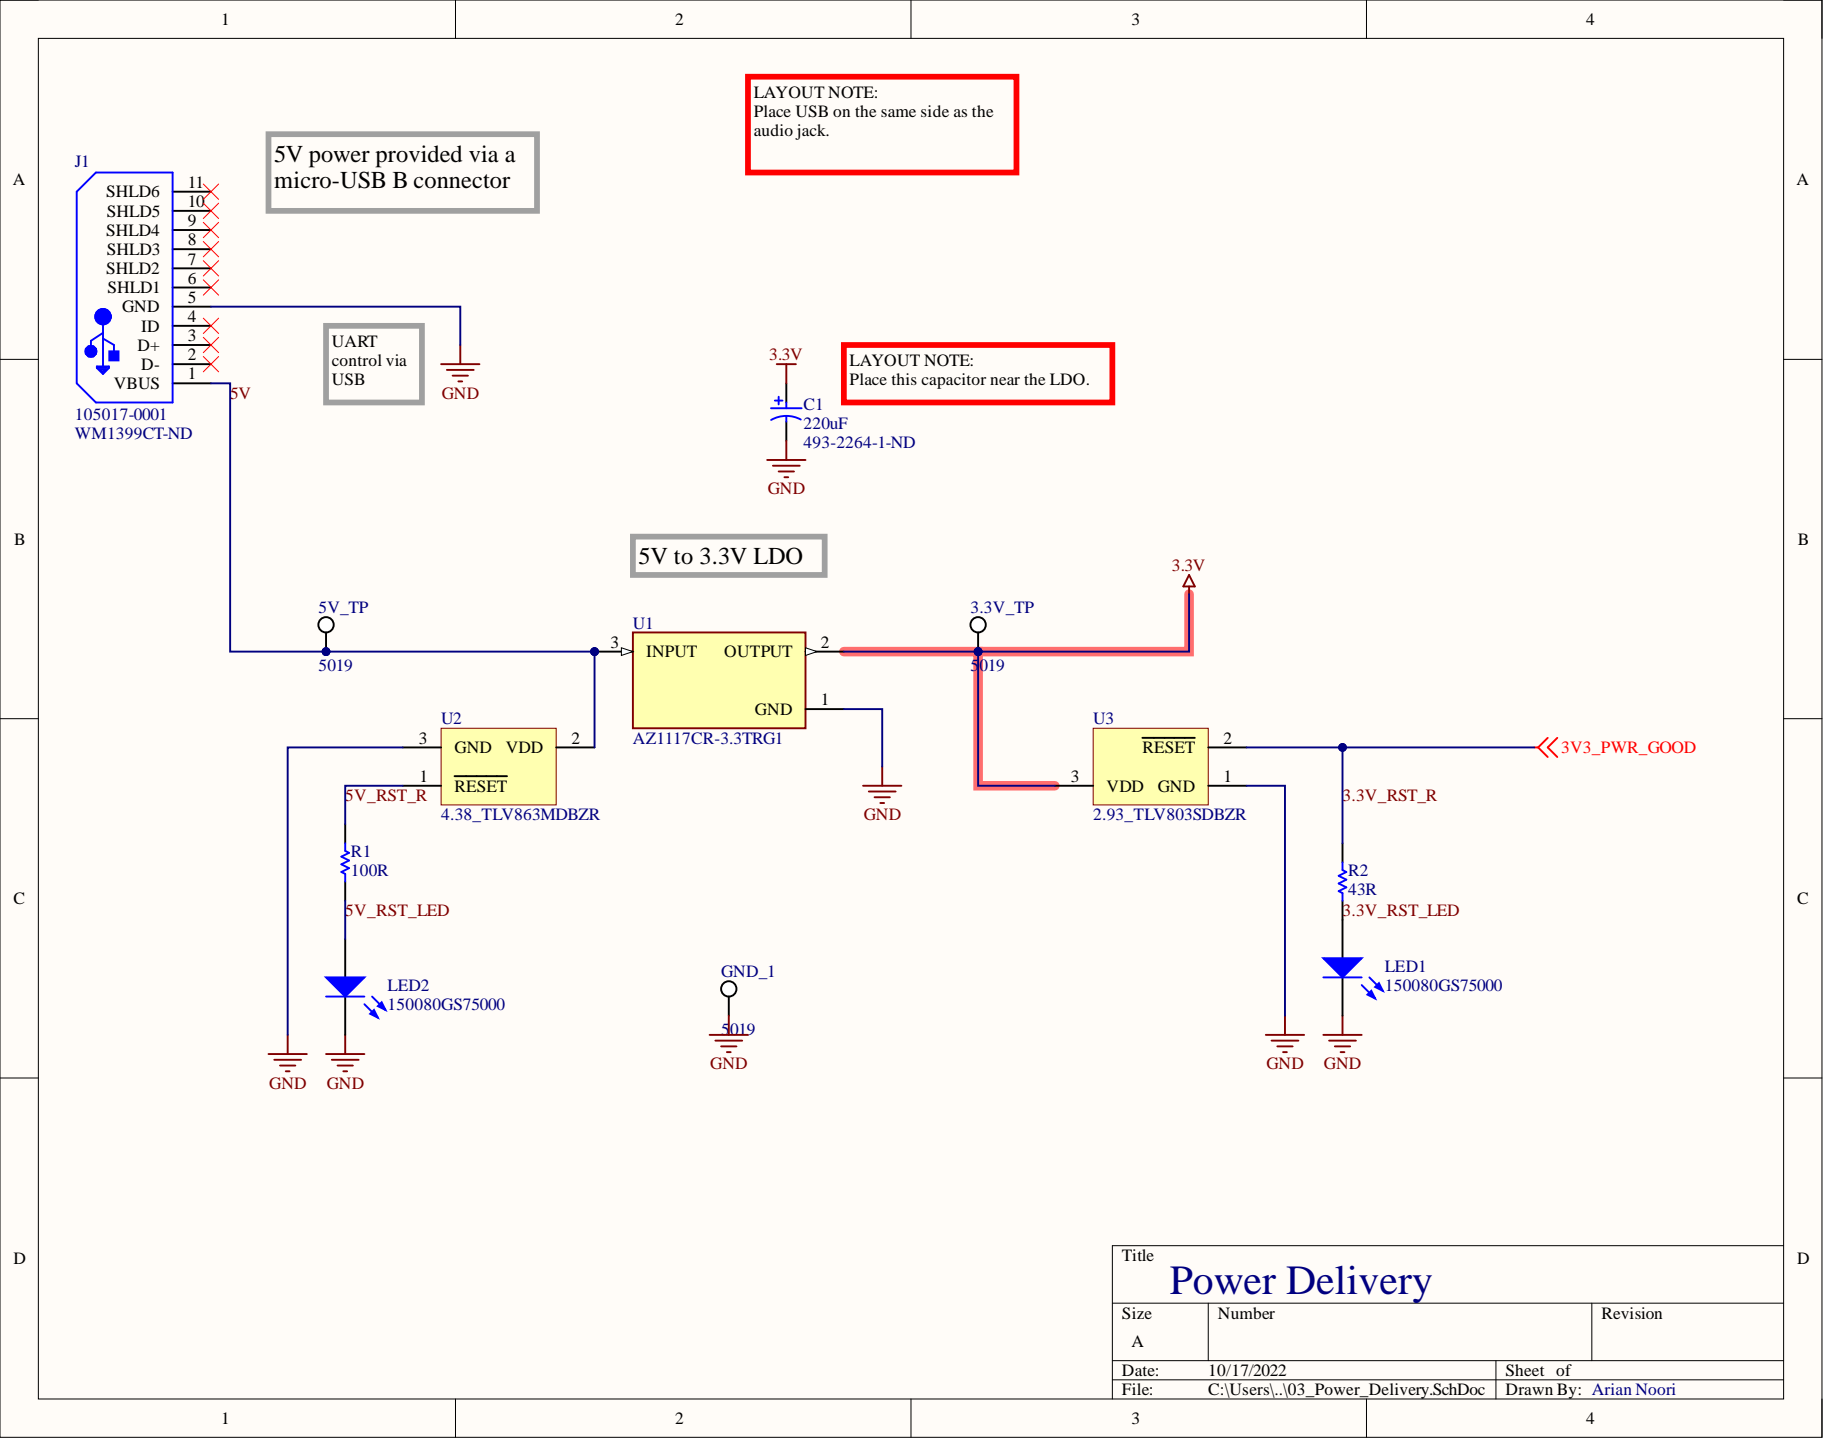 1
2
3
4
A
A
LAYOUT NOTE:
Place USB on the same side as the
audio jack.
5V power provided via a
micro-USB B connector
J1
SHLD6
11
SHLD5
10
SHLD4
9
SHLD3
8
SHLD2
7
SHLD1
6
GND
5
ID
4
D+
3
D-
2
VBUS
1
105017-0001
WM1399CT-ND
5V
UART
control via
USB
GND
3.3V
+
C1
220uF
493-2264-1-ND
GND
LAYOUT NOTE:
Place this capacitor near the LDO.
B
B
5V to 3.3V LDO
3.3V
5V_TP
5019
3.3V_TP
5019
U1
3
INPUT
OUTPUT
2
GND
1
AZ1117CR-3.3TRG1
GND
U2
3
GND
VDD
2
1
RESET
4.38_TLV863MDBZR
5V_RST_R
R1
100R
5V_RST_LED
LED2
150080GS75000
GND
GND
GND_1
5019
GND
U3
RESET
2
3
VDD
GND
1
2.93_TLV803SDBZR
3V3_PWR_GOOD
3.3V_RST_R
R2
43R
3.3V_RST_LED
LED1
150080GS75000
GND
GND
C
C
D
D
Title
Power Delivery
Size
Number
Revision
A
Date:
10/17/2022
Sheet of
File:
C:\Users\..\03_Power_Delivery.SchDoc
Drawn By:
Arian Noori
1
2
3
4